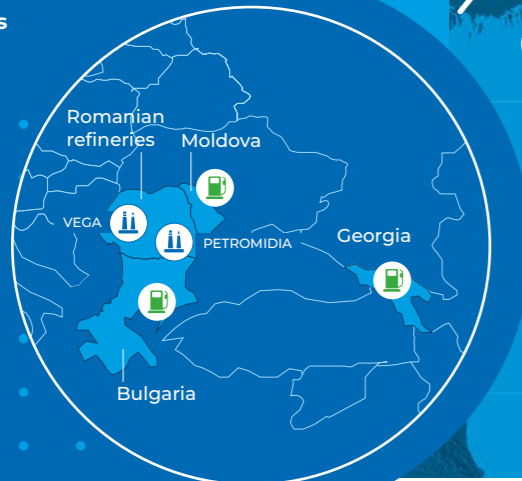 s
Romanian
refineries
Moldova
VEGA
PETROMIDIA
Georgia
Bulgaria